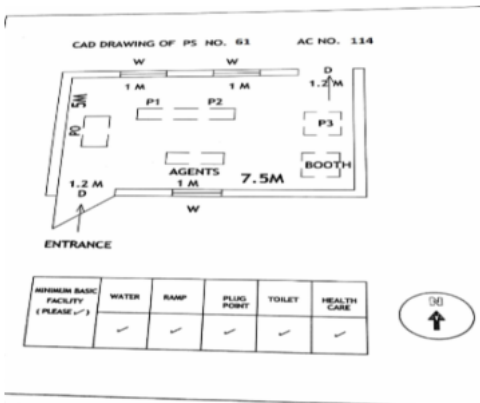 CAD DRAWING OF PS NO. 61 AC NO. 114
W W D
1 M 1 M 1.2 M
5M
P1 P2
P3
PO
AGENTS
BOOTH
1.2 M 1 M 7.5M
D
W
ENTRANCE
MINIMUM BASIC
FACILITY
( PLEASE ✓ )
WATER RAMP PLUG
POINT TOILET HEALTH
CARE
✓ ✓ ✓ ✓ ✓
N